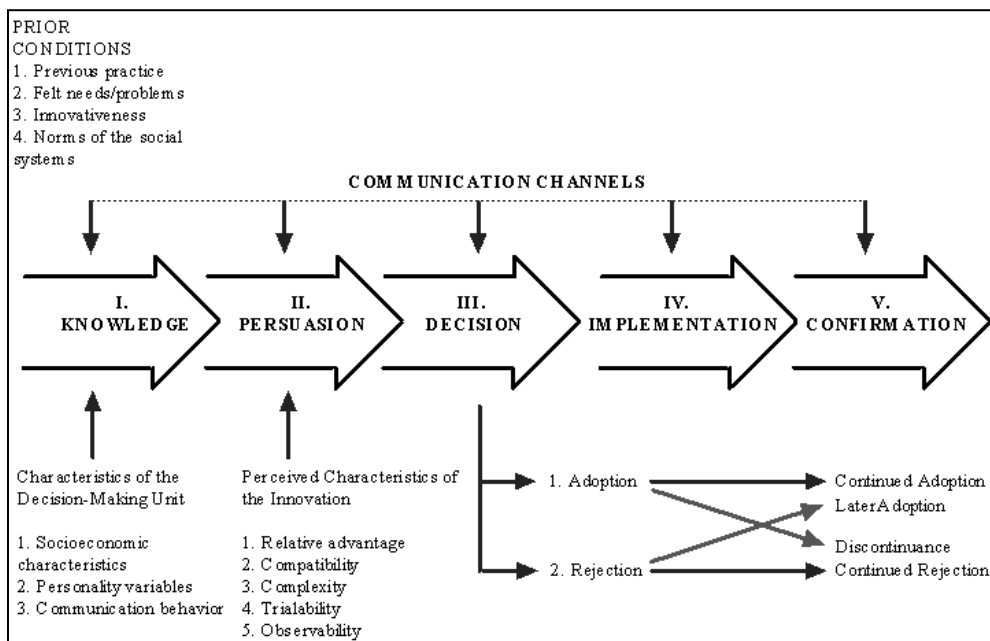 PRIOR
CONDITIONS
1. Previous practice
2. Felt needs/problems
3. Innovativeness
4. Norms of the social
systems
COMMUNICATION CHANNELS
I.
KNOWLEDGE
II.
PERSUASION
III.
DECISION
IV.
IMPLEMENTATION
V.
CONFIRMATION
Characteristics of the
Decision-Making Unit
1. Socioeconomic
characteristics
2. Personality variables
3. Communication behavior
Perceived Characteristics of
the Innovation
1. Relative advantage
2. Compatibility
3. Complexity
4. Trialability
5. Observability
1. Adoption
2. Rejection
Continued Adoption
Later Adoption
Discontinuance
Continued Rejection